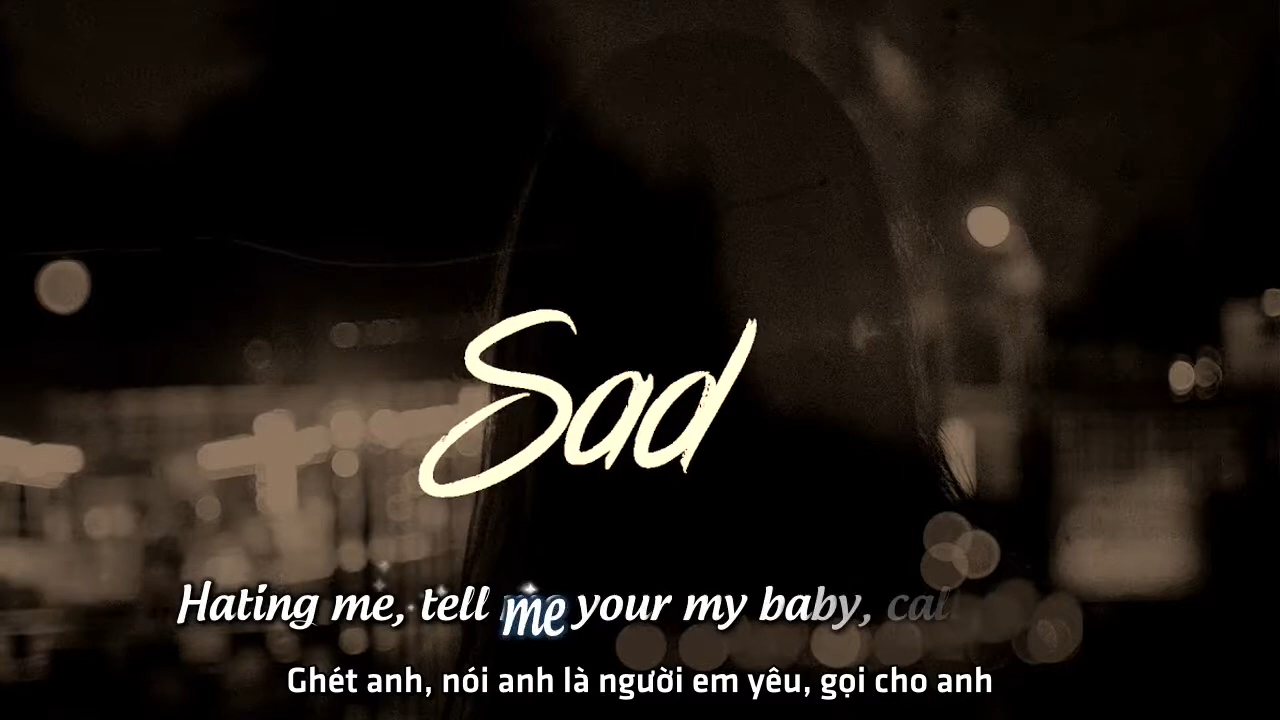 Sad
Hating me, tell me your my baby, cal
Ghét anh, nói anh là người em yêu, gọi cho anh